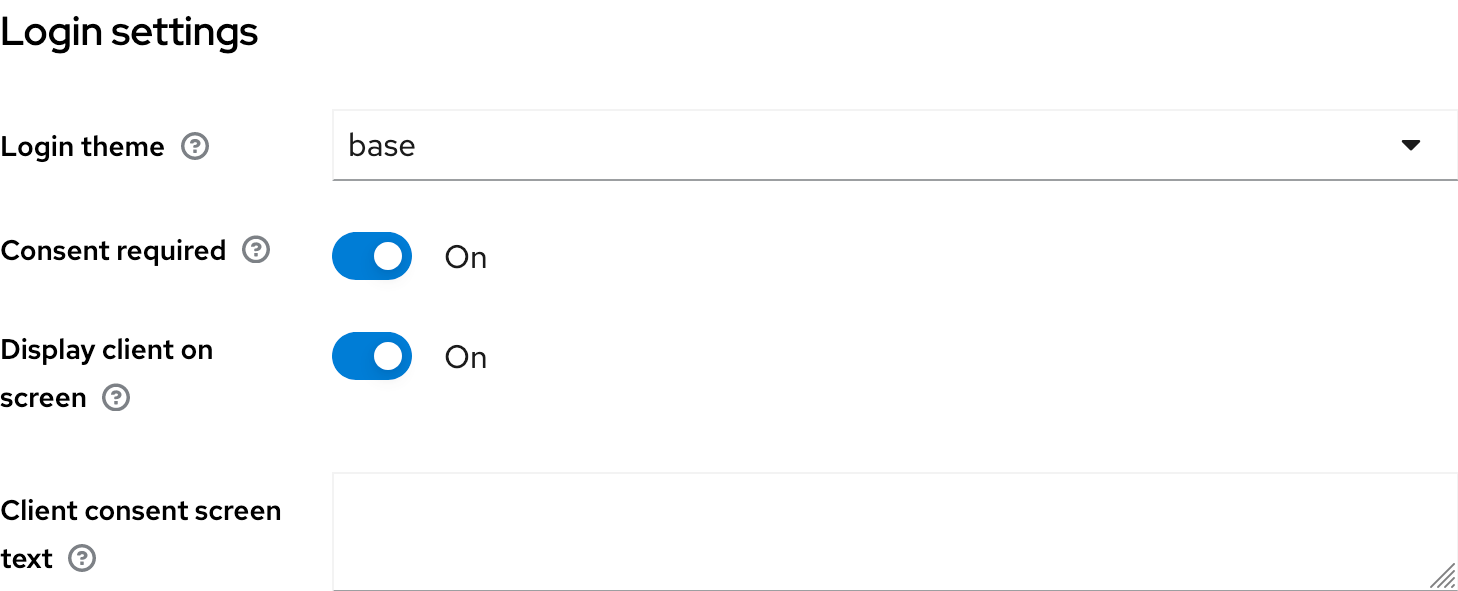 Login settings
Login theme
base
Consent required
On
Display client on
screen
On
Client consent screen
text